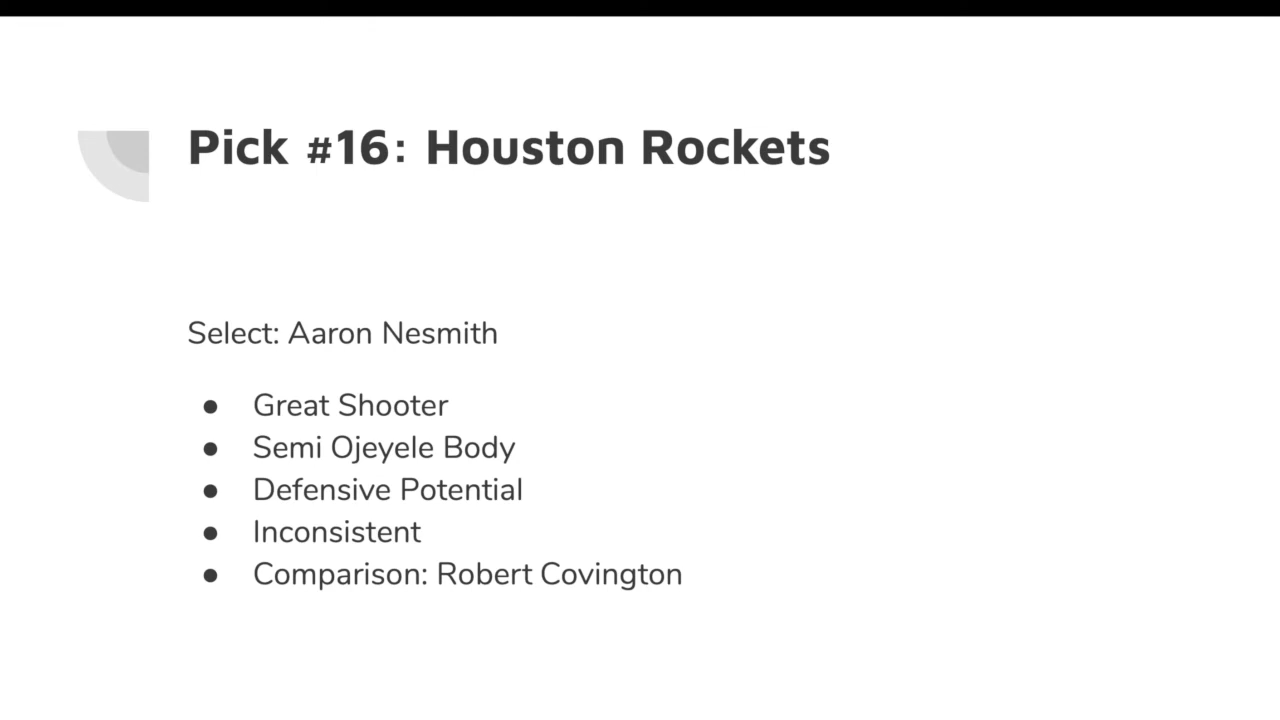 Pick #16: Houston Rockets
Select: Aaron Nesmith
● Great Shooter
● Semi Ojeyele Body
● Defensive Potential
● Inconsistent
● Comparison: Robert Covington